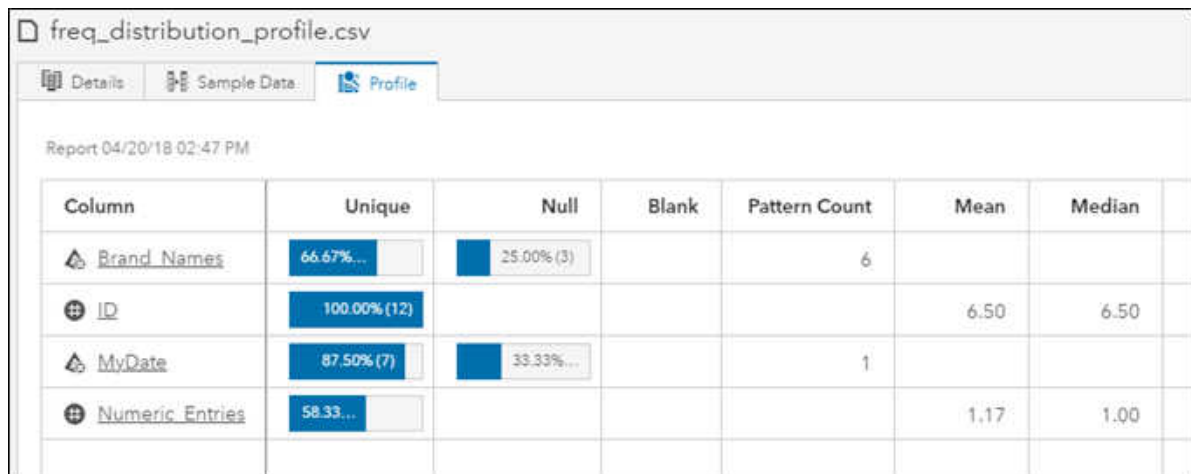 freq_distribution_profile.csv
Details Sample Data Profile
Report 04/20/18 02:47 PM
Column Unique Null Blank Pattern Count Mean Median
Brand_Names 66.67%... 25.00% (3) 6
ID 100.00% (12) 6.50 6.50
MyDate 87.50% (7) 33.33%... 1
Numeric_Entries 58.33... 1.17 1.00